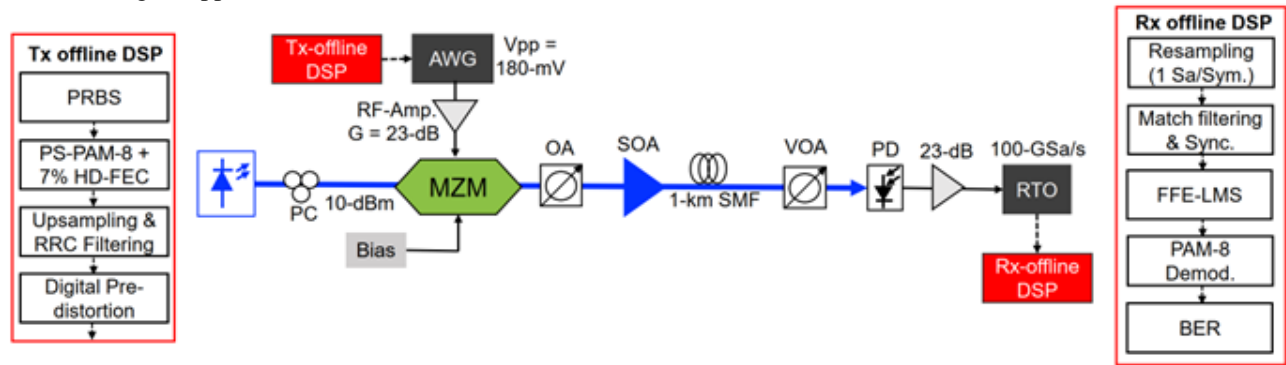 Tx offline DSP
PRBS
PS-PAM-8 +
7% HD-FEC
Upsampling &
RRC Filtering
Digital Pre-
distortion
Tx-offline
DSP
AWG
Vpp =
180-mV
RF-Amp.
G = 23-dB
PC
10-dBm
MZM
Bias
OA
SOA
1-km SMF
VOA
PD
23-dB
100-GSa/s
RTO
Rx-offline
DSP
Rx offline DSP
Resampling
(1 Sa/Sym.)
Match filtering
& Sync.
FFE-LMS
PAM-8
Demod.
BER